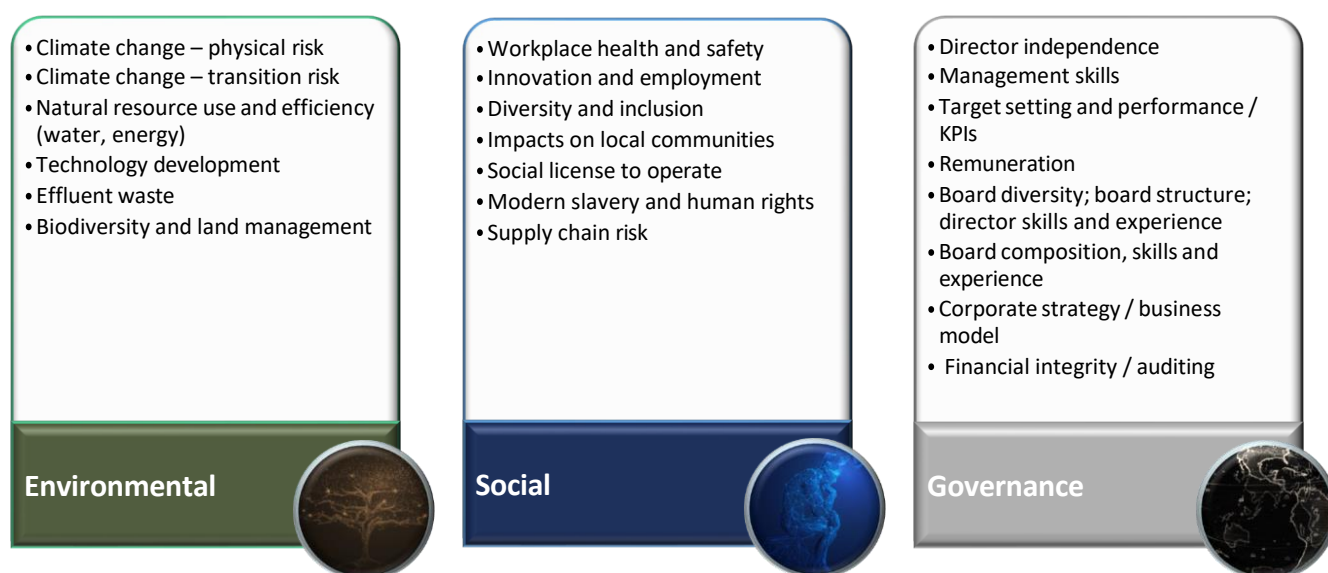 • Climate change – physical risk
• Climate change – transition risk
• Natural resource use and efficiency
(water, energy)
• Technology development
• Effluent waste
• Biodiversity and land management
Environmental
• Workplace health and safety
• Innovation and employment
• Diversity and inclusion
• Impacts on local communities
• Social license to operate
• Modern slavery and human rights
• Supply chain risk
Social
• Director independence
• Management skills
• Target setting and performance /
KPIs
• Remuneration
• Board diversity; board structure;
director skills and experience
• Board composition, skills and
experience
• Corporate strategy / business
model
• Financial integrity / auditing
Governance